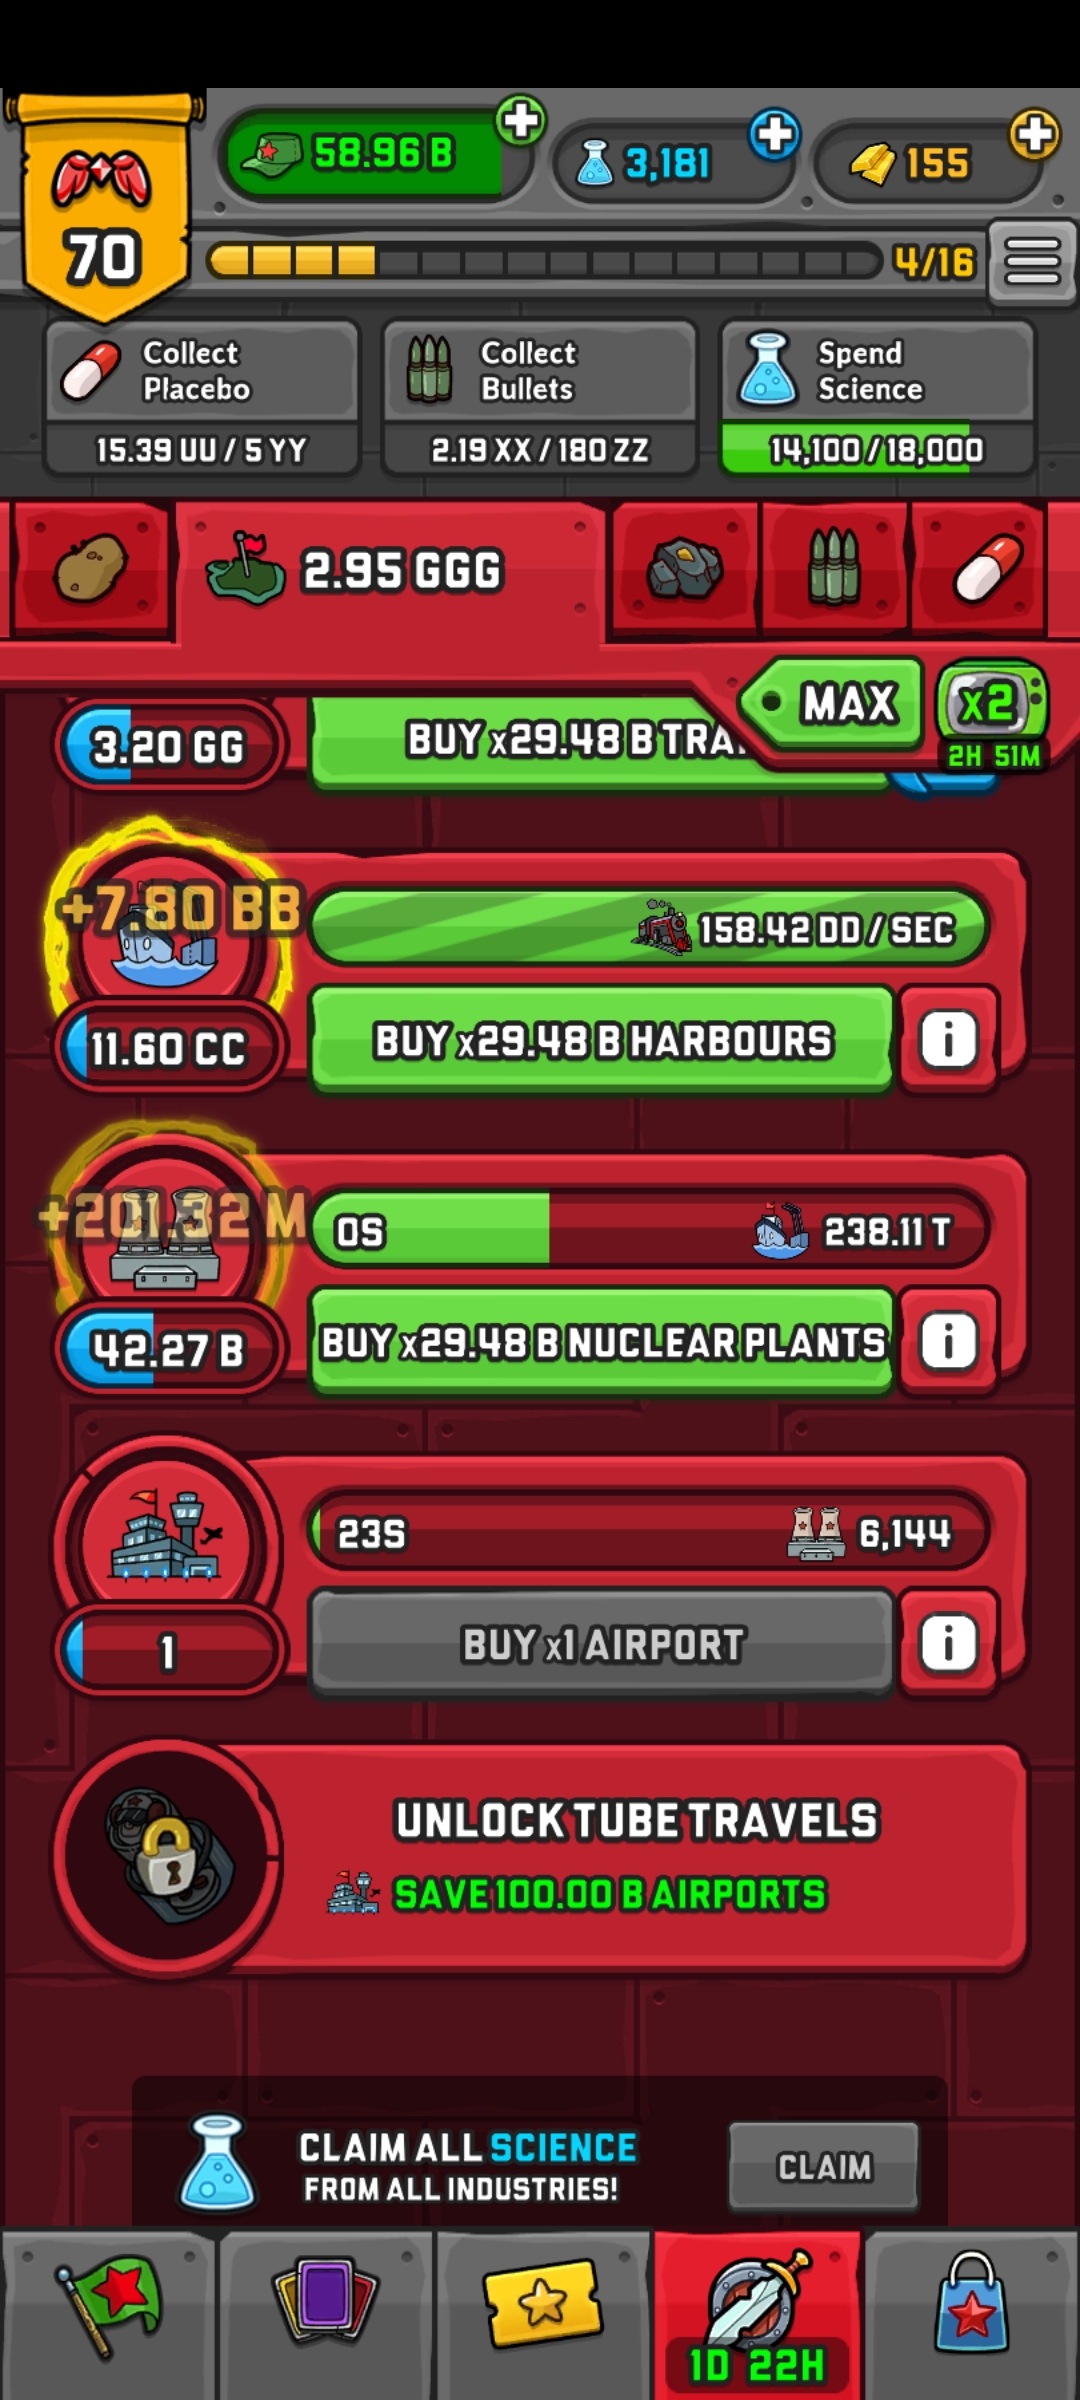 58.96 B
3,181
155
70
4/16
Collect
Placebo
15.39 UU / 5 YY
Collect
Bullets
2.19 XX / 180 ZZ
Spend
Science
14,100 / 18,000
2.95 GGG
MAX
x2
2H 51M
3.20 GG
BUY x29.48 B TRA
+7.80 BB
158.42 DD / SEC
11.60 CC
BUY x29.48 B HARBOURS
i
+201.32 M
0S
238.11 T
42.27 B
BUY x29.48 B NUCLEAR PLANTS
i
23S
6,144
1
BUY x1 AIRPORT
i
UNLOCK TUBE TRAVELS
SAVE 100.00 B AIRPORTS
CLAIM ALL SCIENCE
FROM ALL INDUSTRIES!
CLAIM
1D 22H